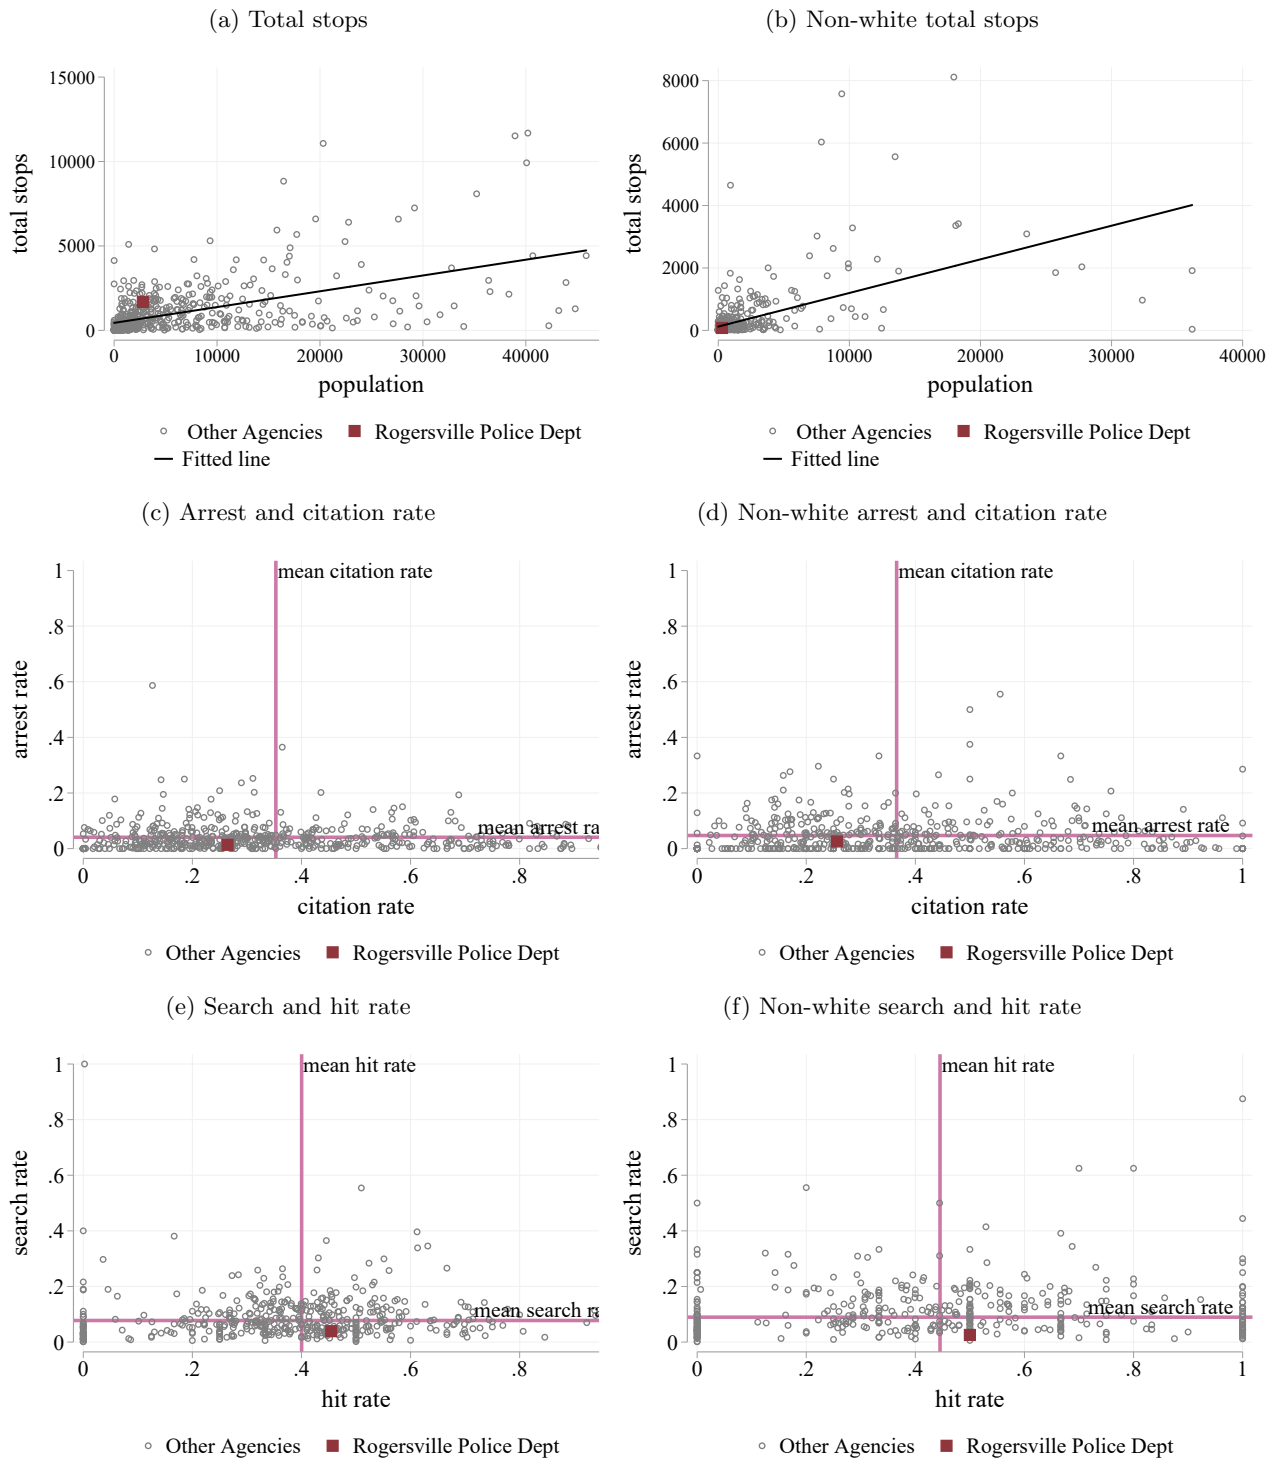 (a) Total stops
(b) Non-white total stops
total stops
15000
10000
5000
0
0 10000 20000 30000 40000
population
Other Agencies Rogersville Police Dept
Fitted line
total stops
8000
6000
4000
2000
0
0 10000 20000 30000 40000
population
Other Agencies Rogersville Police Dept
Fitted line
(c) Arrest and citation rate
(d) Non-white arrest and citation rate
arrest rate
1
.8
.6
.4
.2
0
mean citation rate
mean arrest ra
0 .2 .4 .6 .8
citation rate
Other Agencies Rogersville Police Dept
arrest rate
1
.8
.6
.4
.2
0
mean citation rate
mean arrest rate
0 .2 .4 .6 .8 1
citation rate
Other Agencies Rogersville Police Dept
(e) Search and hit rate
(f) Non-white search and hit rate
search rate
1
.8
.6
.4
.2
0
mean hit rate
mean search ra
0 .2 .4 .6 .8
hit rate
Other Agencies Rogersville Police Dept
search rate
1
.8
.6
.4
.2
0
mean hit rate
mean search rate
0 .2 .4 .6 .8 1
hit rate
Other Agencies Rogersville Police Dept